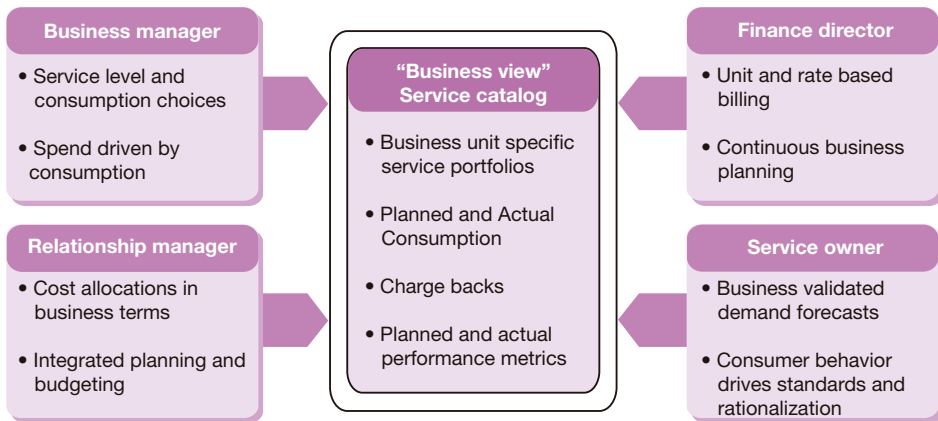 Business manager
• Service level and
consumption choices
• Spend driven by
consumption
Relationship manager
• Cost allocations in
business terms
• Integrated planning and
budgeting
“Business view”
Service catalog
• Business unit specific
service portfolios
• Planned and Actual
Consumption
• Charge backs
• Planned and actual
performance metrics
Finance director
• Unit and rate based
billing
• Continuous business
planning
Service owner
• Business validated
demand forecasts
• Consumer behavior
drives standards and
rationalization